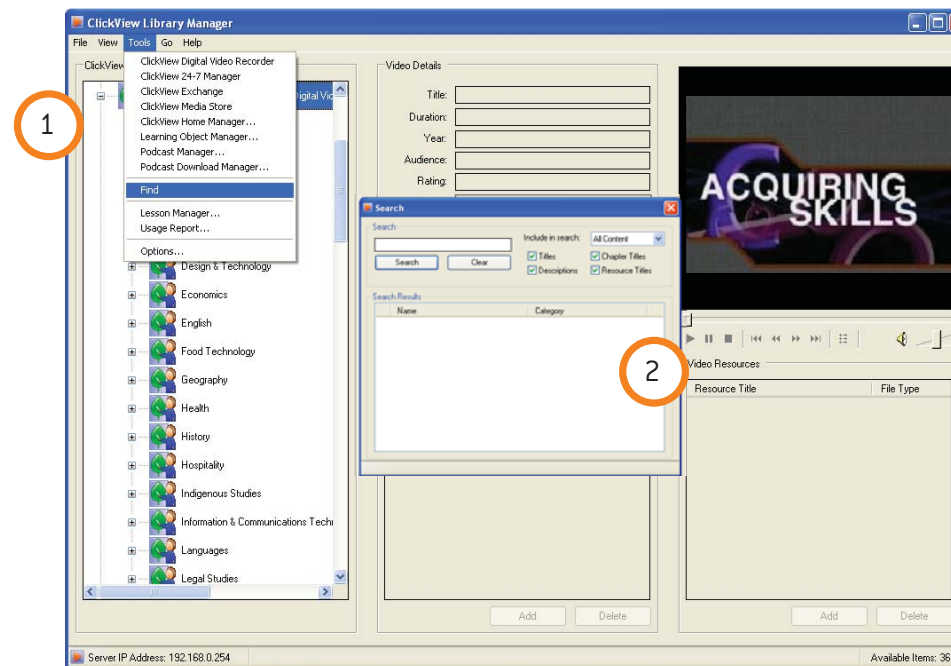 ClickView Library Manager
File View Tools Go Help
ClickView
Digital Vid
1
ClickView Digital Video Recorder
ClickView 24-7 Manager
ClickView Exchange
ClickView Media Store
ClickView Home Manager...
Learning Object Manager...
Podcast Manager...
Podcast Download Manager...
Find
Lesson Manager...
Usage Report...
Options...
Design & Technology
Economics
English
Food Technology
Geography
Health
History
Hospitality
Indigenous Studies
Information & Communications Techn
Languages
Legal Studies
Video Details
Title:
Duration:
Year:
Audience:
Rating:
Search
Search
Include in search: All Content
Search Clear
Titles Chapter Titles
Descriptions Resource Titles
Search Results
Name Category
2
ACQUIRING
SKILLS
Video Resources
Resource Title File Type
Add Delete
Add Delete
Server IP Address: 192.168.0.254
Available Items: 36